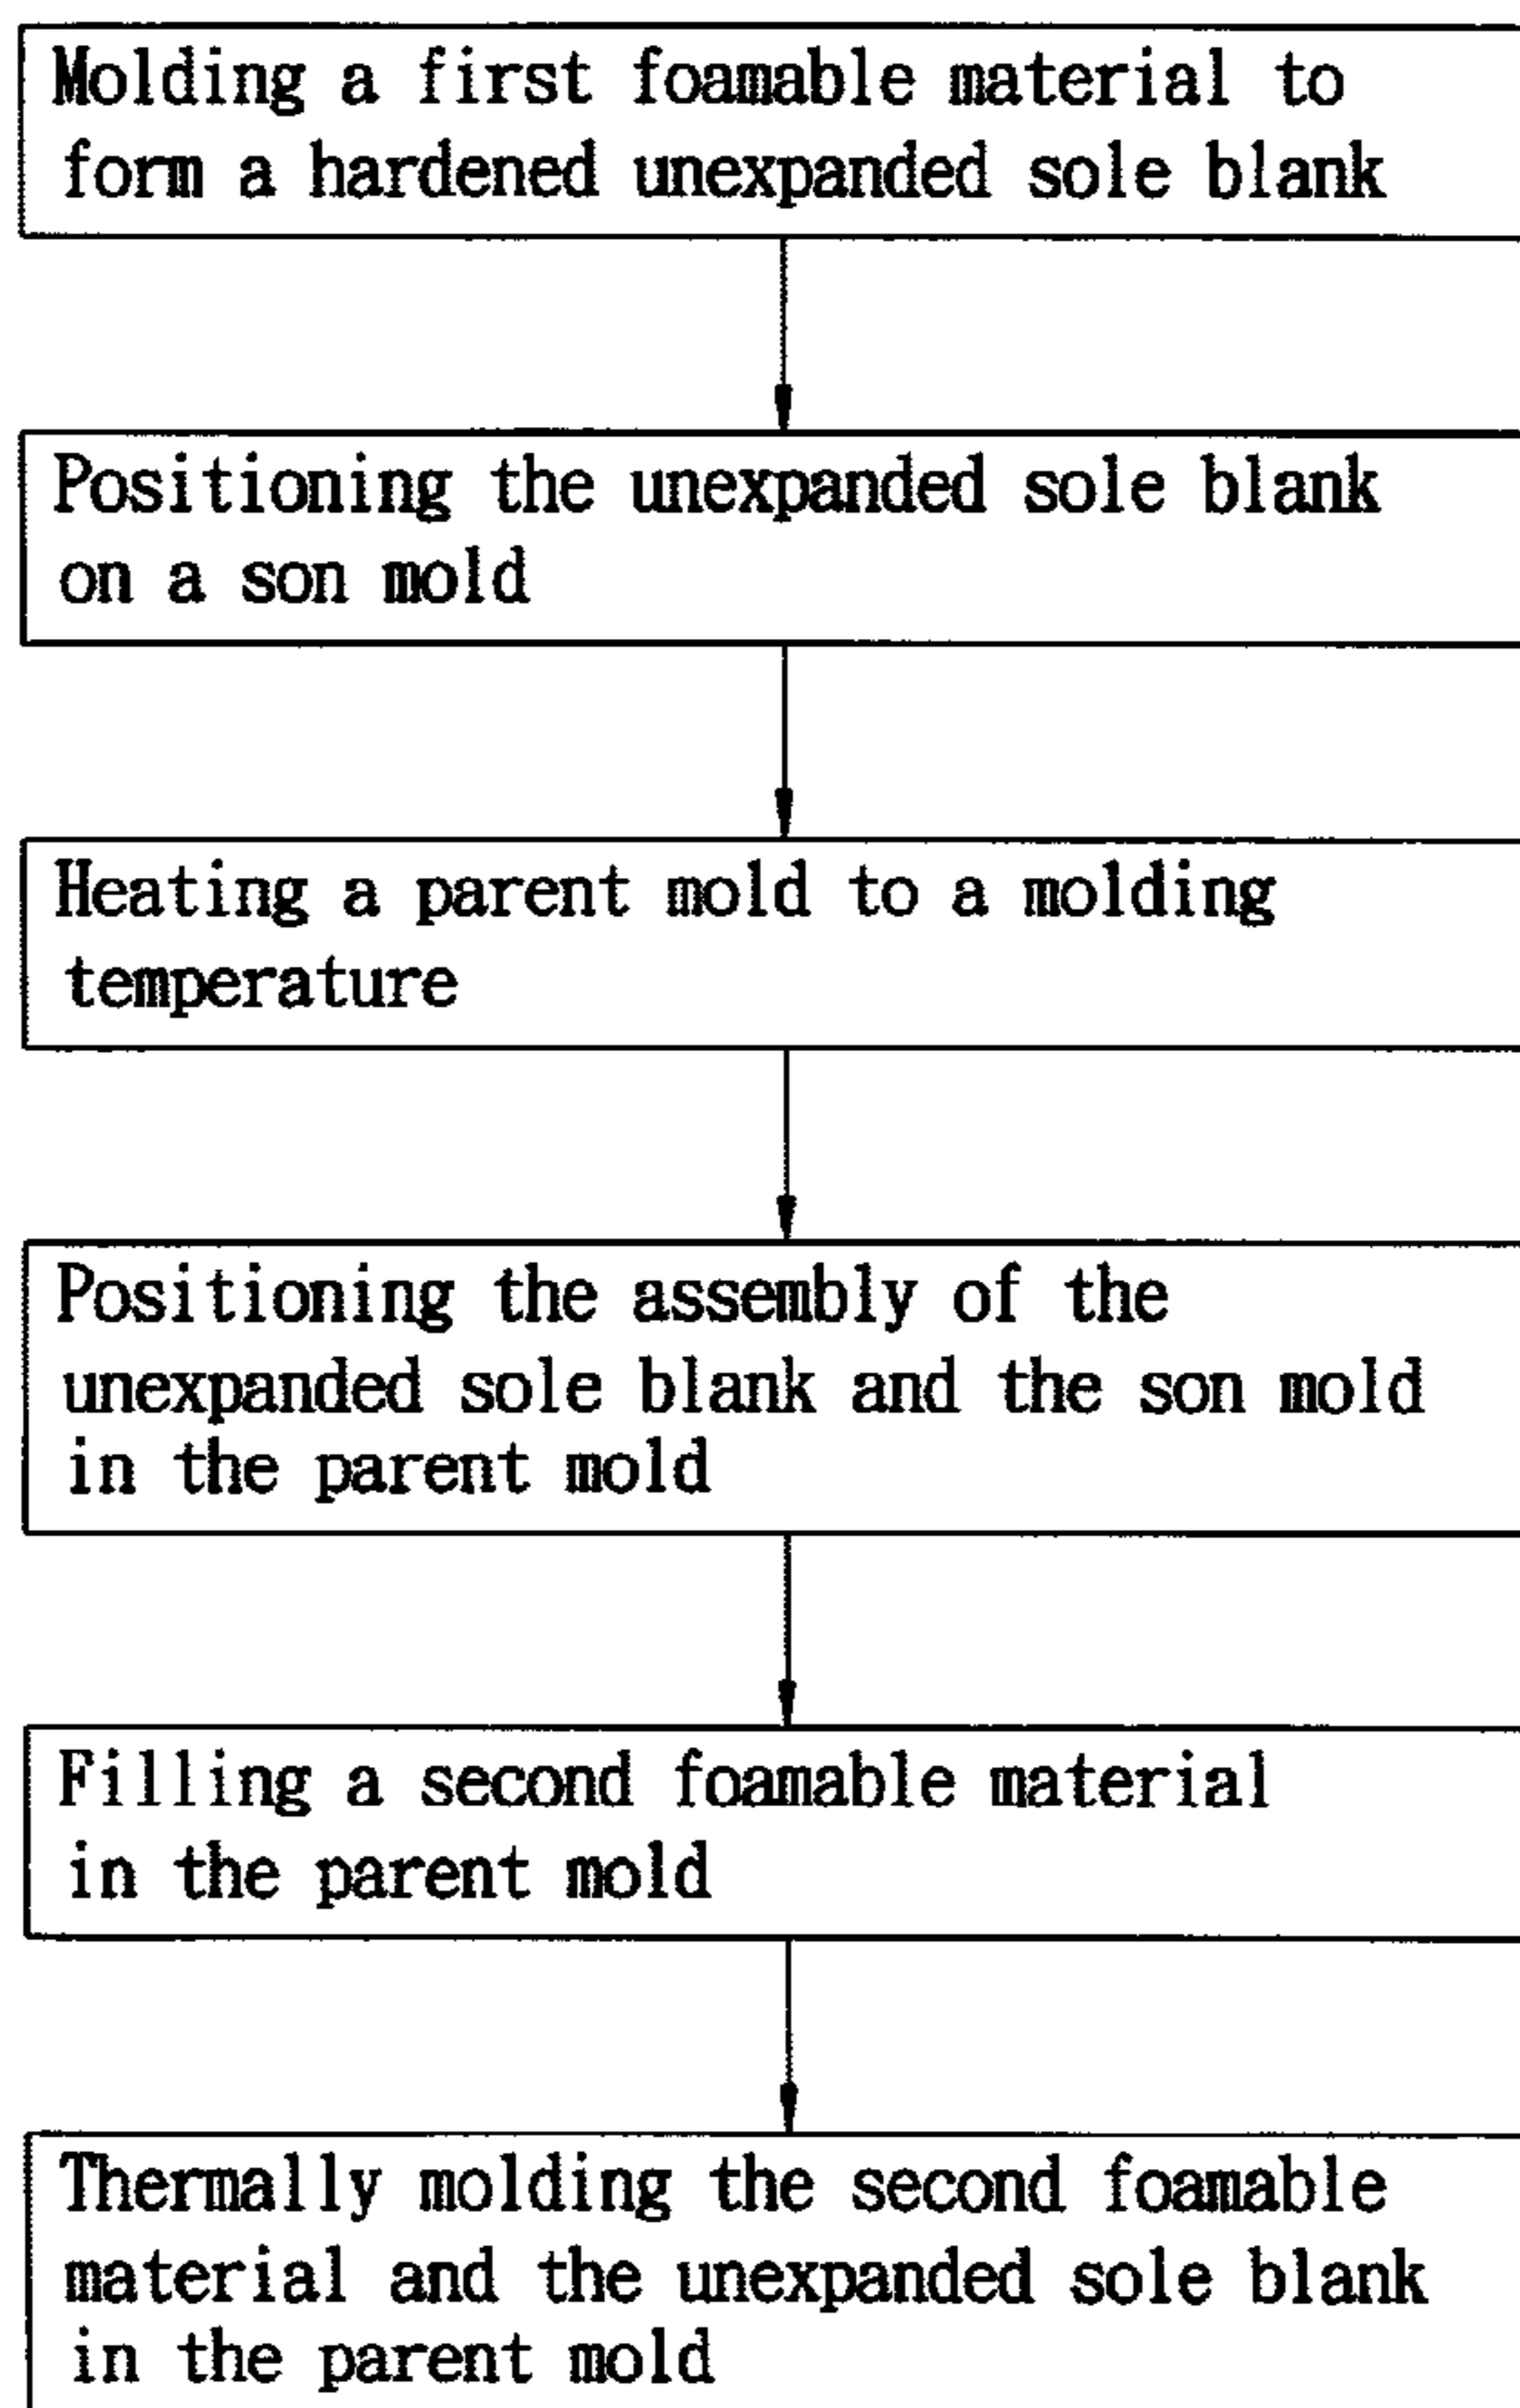 Molding a first foamable material to
form a hardened unexpanded sole blank
Positioning the unexpanded sole blank
on a son mold
Heating a parent mold to a molding
temperature
Positioning the assembly of the
unexpanded sole blank and the son mold
in the parent mold
Filling a second foamable material
in the parent mold
Thermally molding the second foamable
material and the unexpanded sole blank
in the parent mold